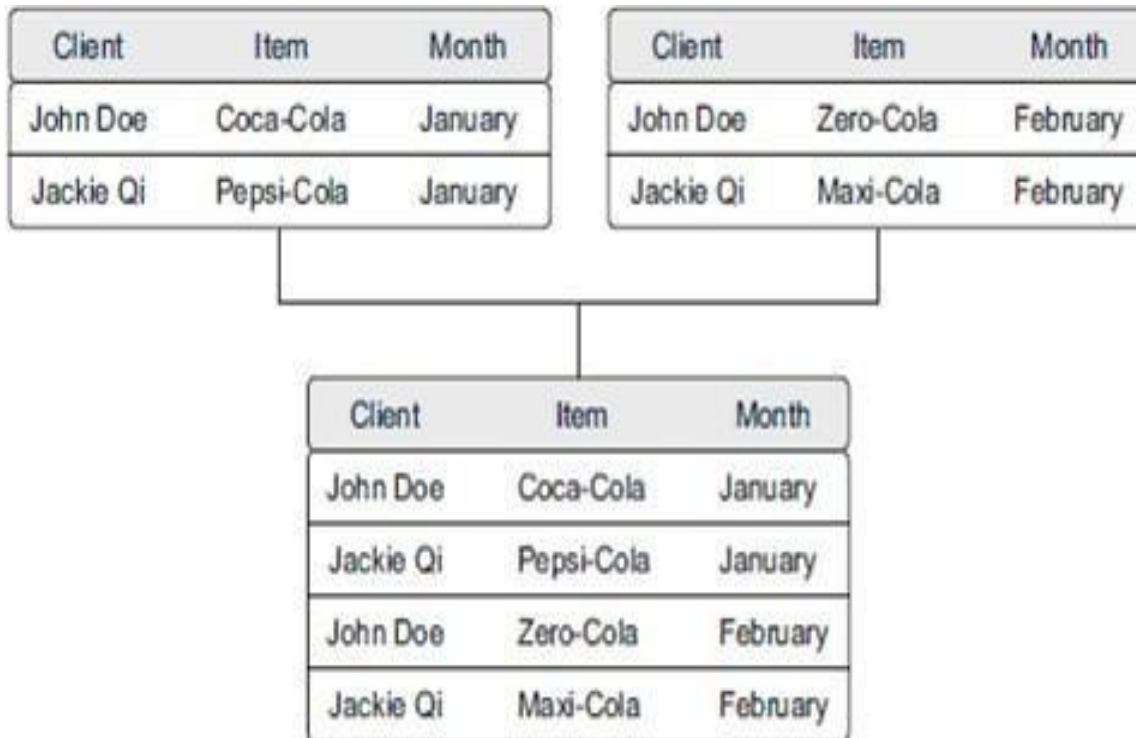 Client Item Month
John Doe Coca-Cola January
Jackie Qi Pepsi-Cola January
Client Item Month
John Doe Zero-Cola February
Jackie Qi Maxi-Cola February
Client Item Month
John Doe Coca-Cola January
Jackie Qi Pepsi-Cola January
John Doe Zero-Cola February
Jackie Qi Maxi-Cola February